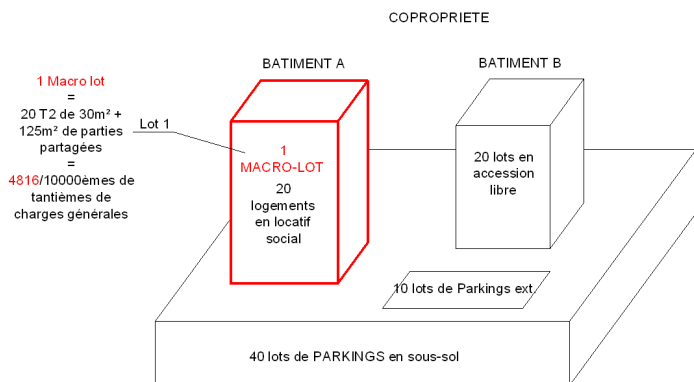 COPROPRIETE
BATIMENT A
BATIMENT B
1 Macro lot
=
20 T2 de 30m² +
125m² de parties
partagées
=
4816/10000èmes de
tantièmes de
charges générales
Lot 1
1
MACRO-LOT
20
logements
en locatif
social
20 lots en
accession
libre
10 lots de Parkings ext.
40 lots de PARKINGS en sous-sol